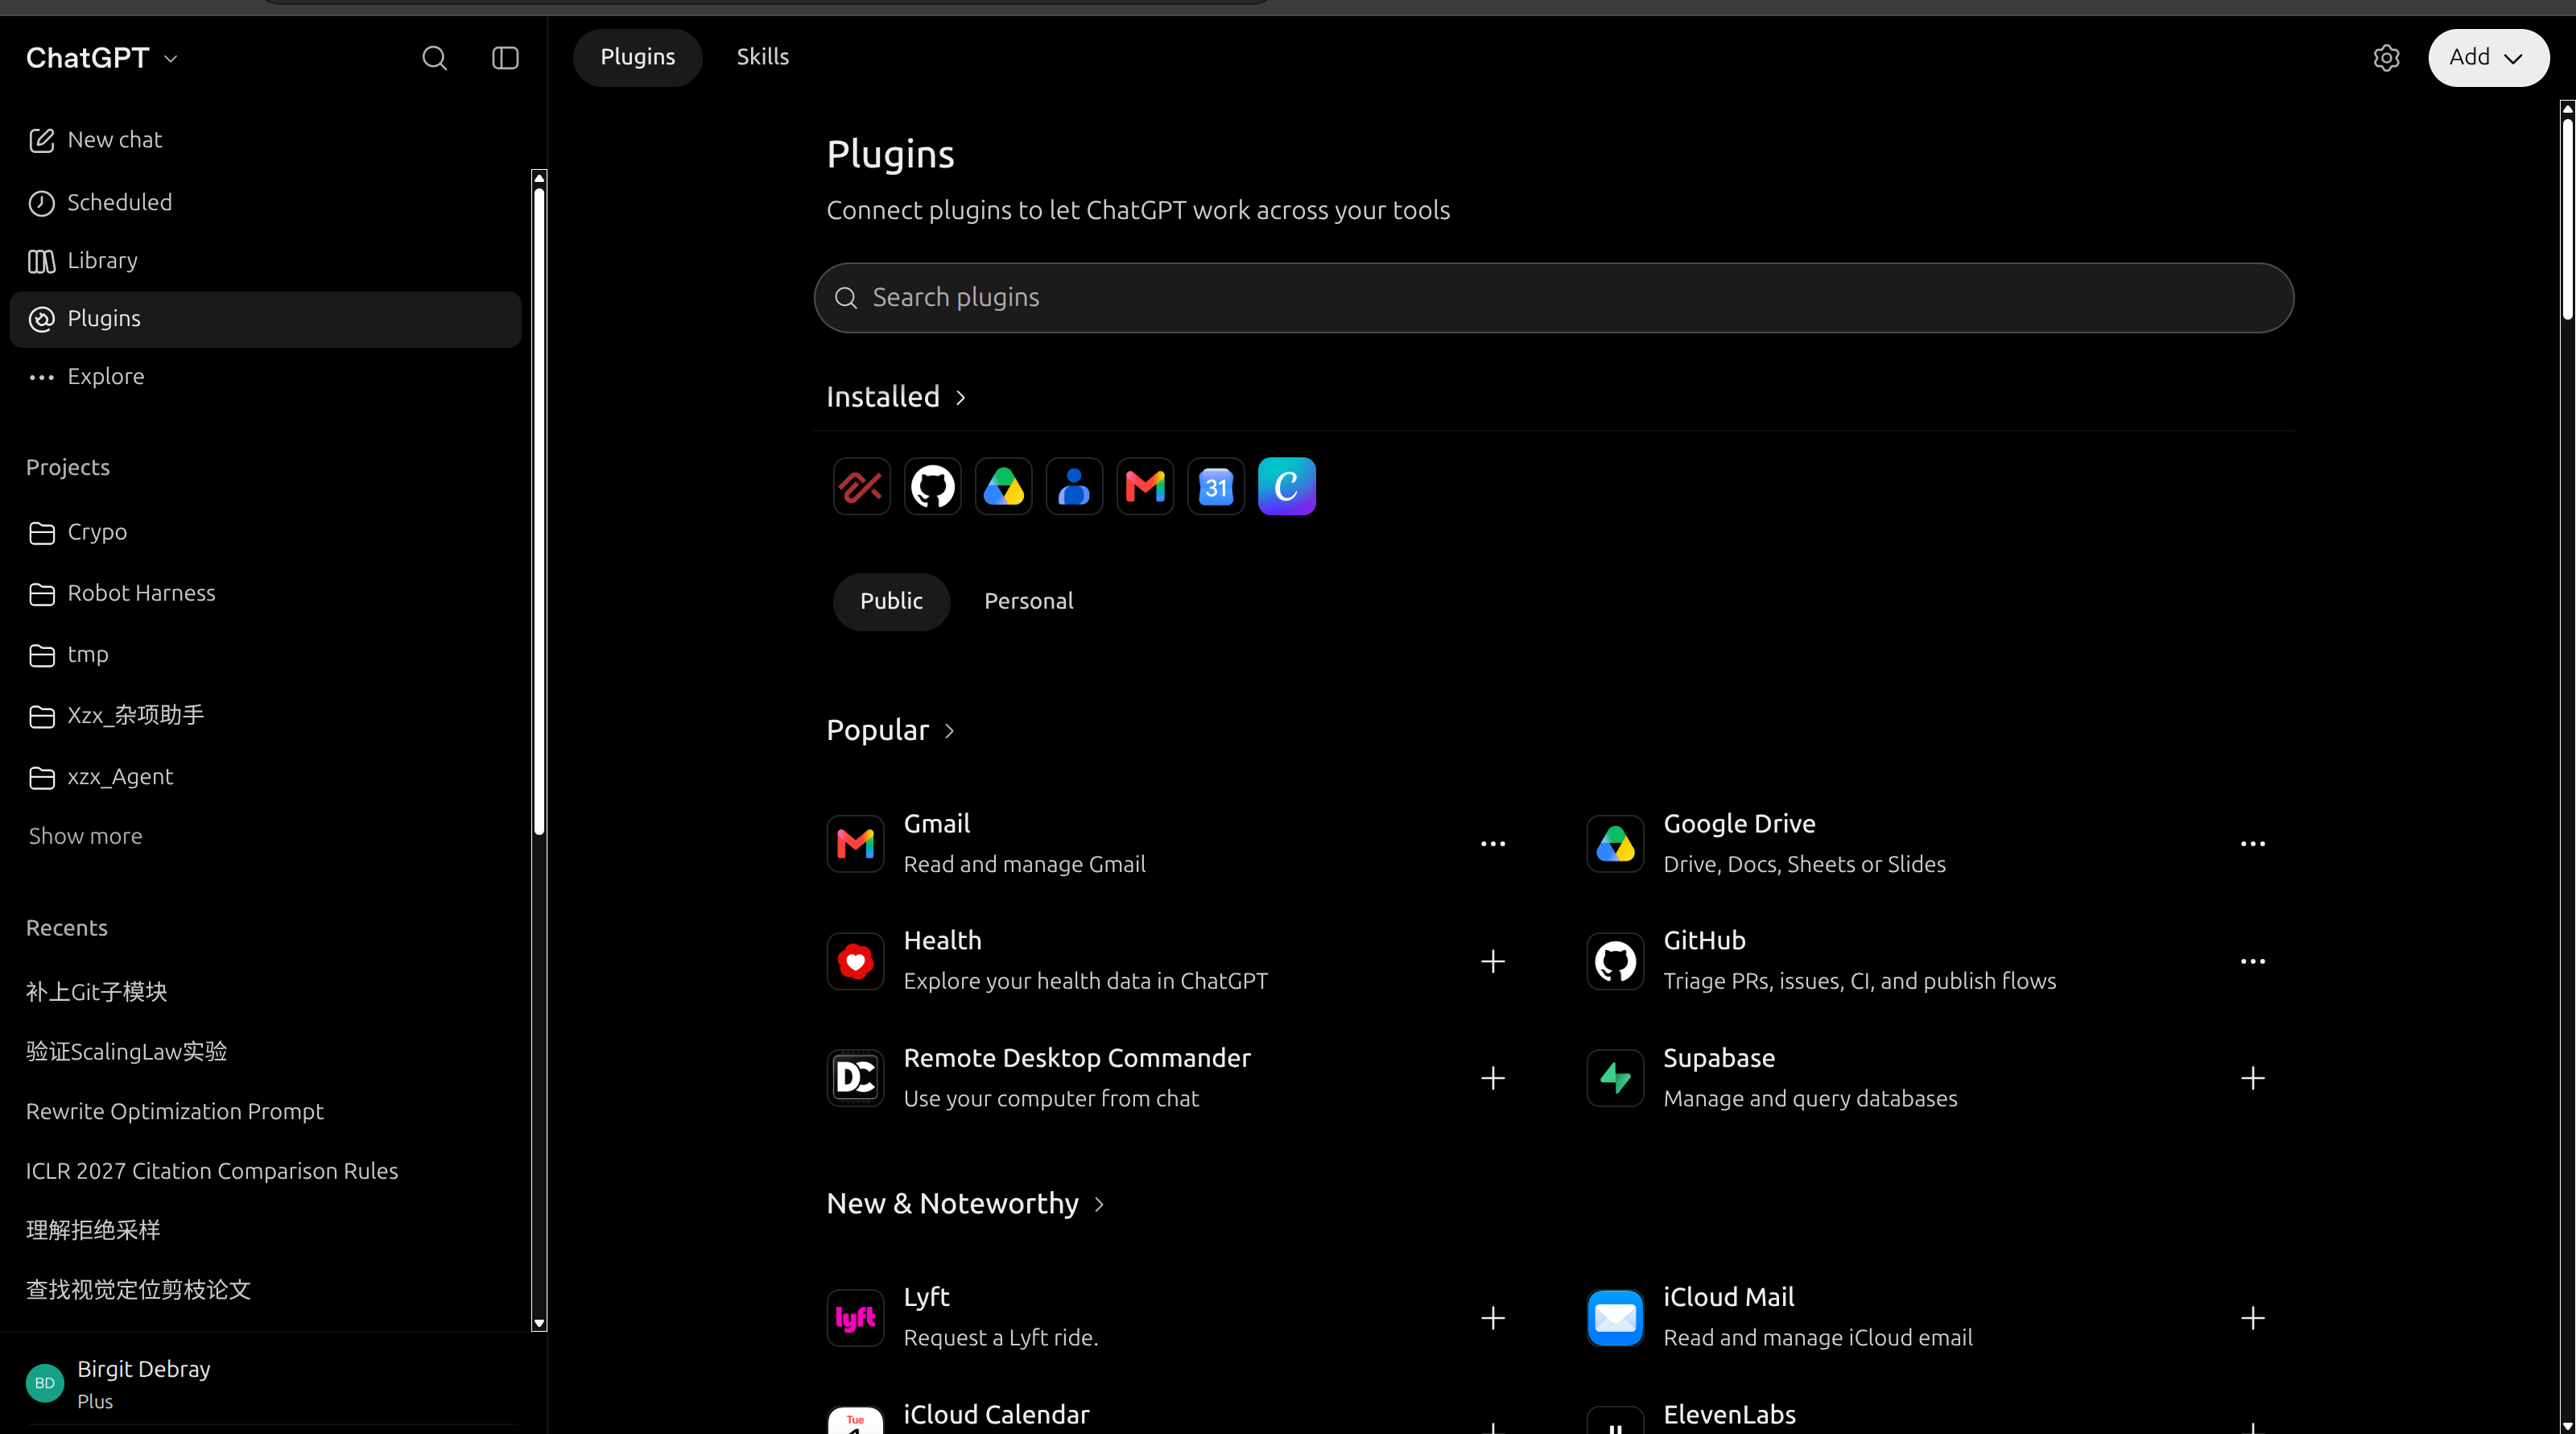 ChatGPT
New chat
Scheduled
Library
Plugins
Explore
Projects
Crypo
Robot Harness
tmp
Xzx_杂项助手
xzx_Agent
Show more
Recents
补上Git子模块
验证ScalingLaw实验
Rewrite Optimization Prompt
ICLR 2027 Citation Comparison Rules
理解拒绝采样
查找视觉定位剪枝论文
BD
Birgit Debray
Plus
Plugins
Skills
Add
Plugins
Connect plugins to let ChatGPT work across your tools
Search plugins
Installed
31
C
Public
Personal
Popular
Gmail
Read and manage Gmail
Google Drive
Drive, Docs, Sheets or Slides
Health
Explore your health data in ChatGPT
GitHub
Triage PRs, issues, CI, and publish flows
DC
Remote Desktop Commander
Use your computer from chat
Supabase
Manage and query databases
New & Noteworthy
lyft
Lyft
Request a Lyft ride.
iCloud Mail
Read and manage iCloud email
Tue
iCloud Calendar
ElevenLabs